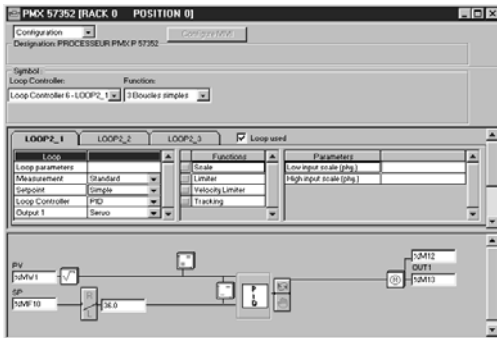 PMX 57352 [RACK 0 POSITION 0]
Configuration
Configure MMI
Designation: PROCESSEUR PMX P 57352
Symbol:
Loop Controller: Function:
Loop Controller 6 - LOOP2_1 3 Boucles simples
LOOP2_1 LOOP2_2 LOOP2_3 Loop used
Loop Functions Parameters
Loop parameters Scale Low input scale (phy.)
Measurement Standard Limiter High input scale (phy.)
Setpoint Simple Velocity Limiter
Loop Controller PID Tracking
Output 1 Servo
PV
%MW1
SP
%MF10
R
L
36.0
P
I
D
R
%M12
OUT1
%M13